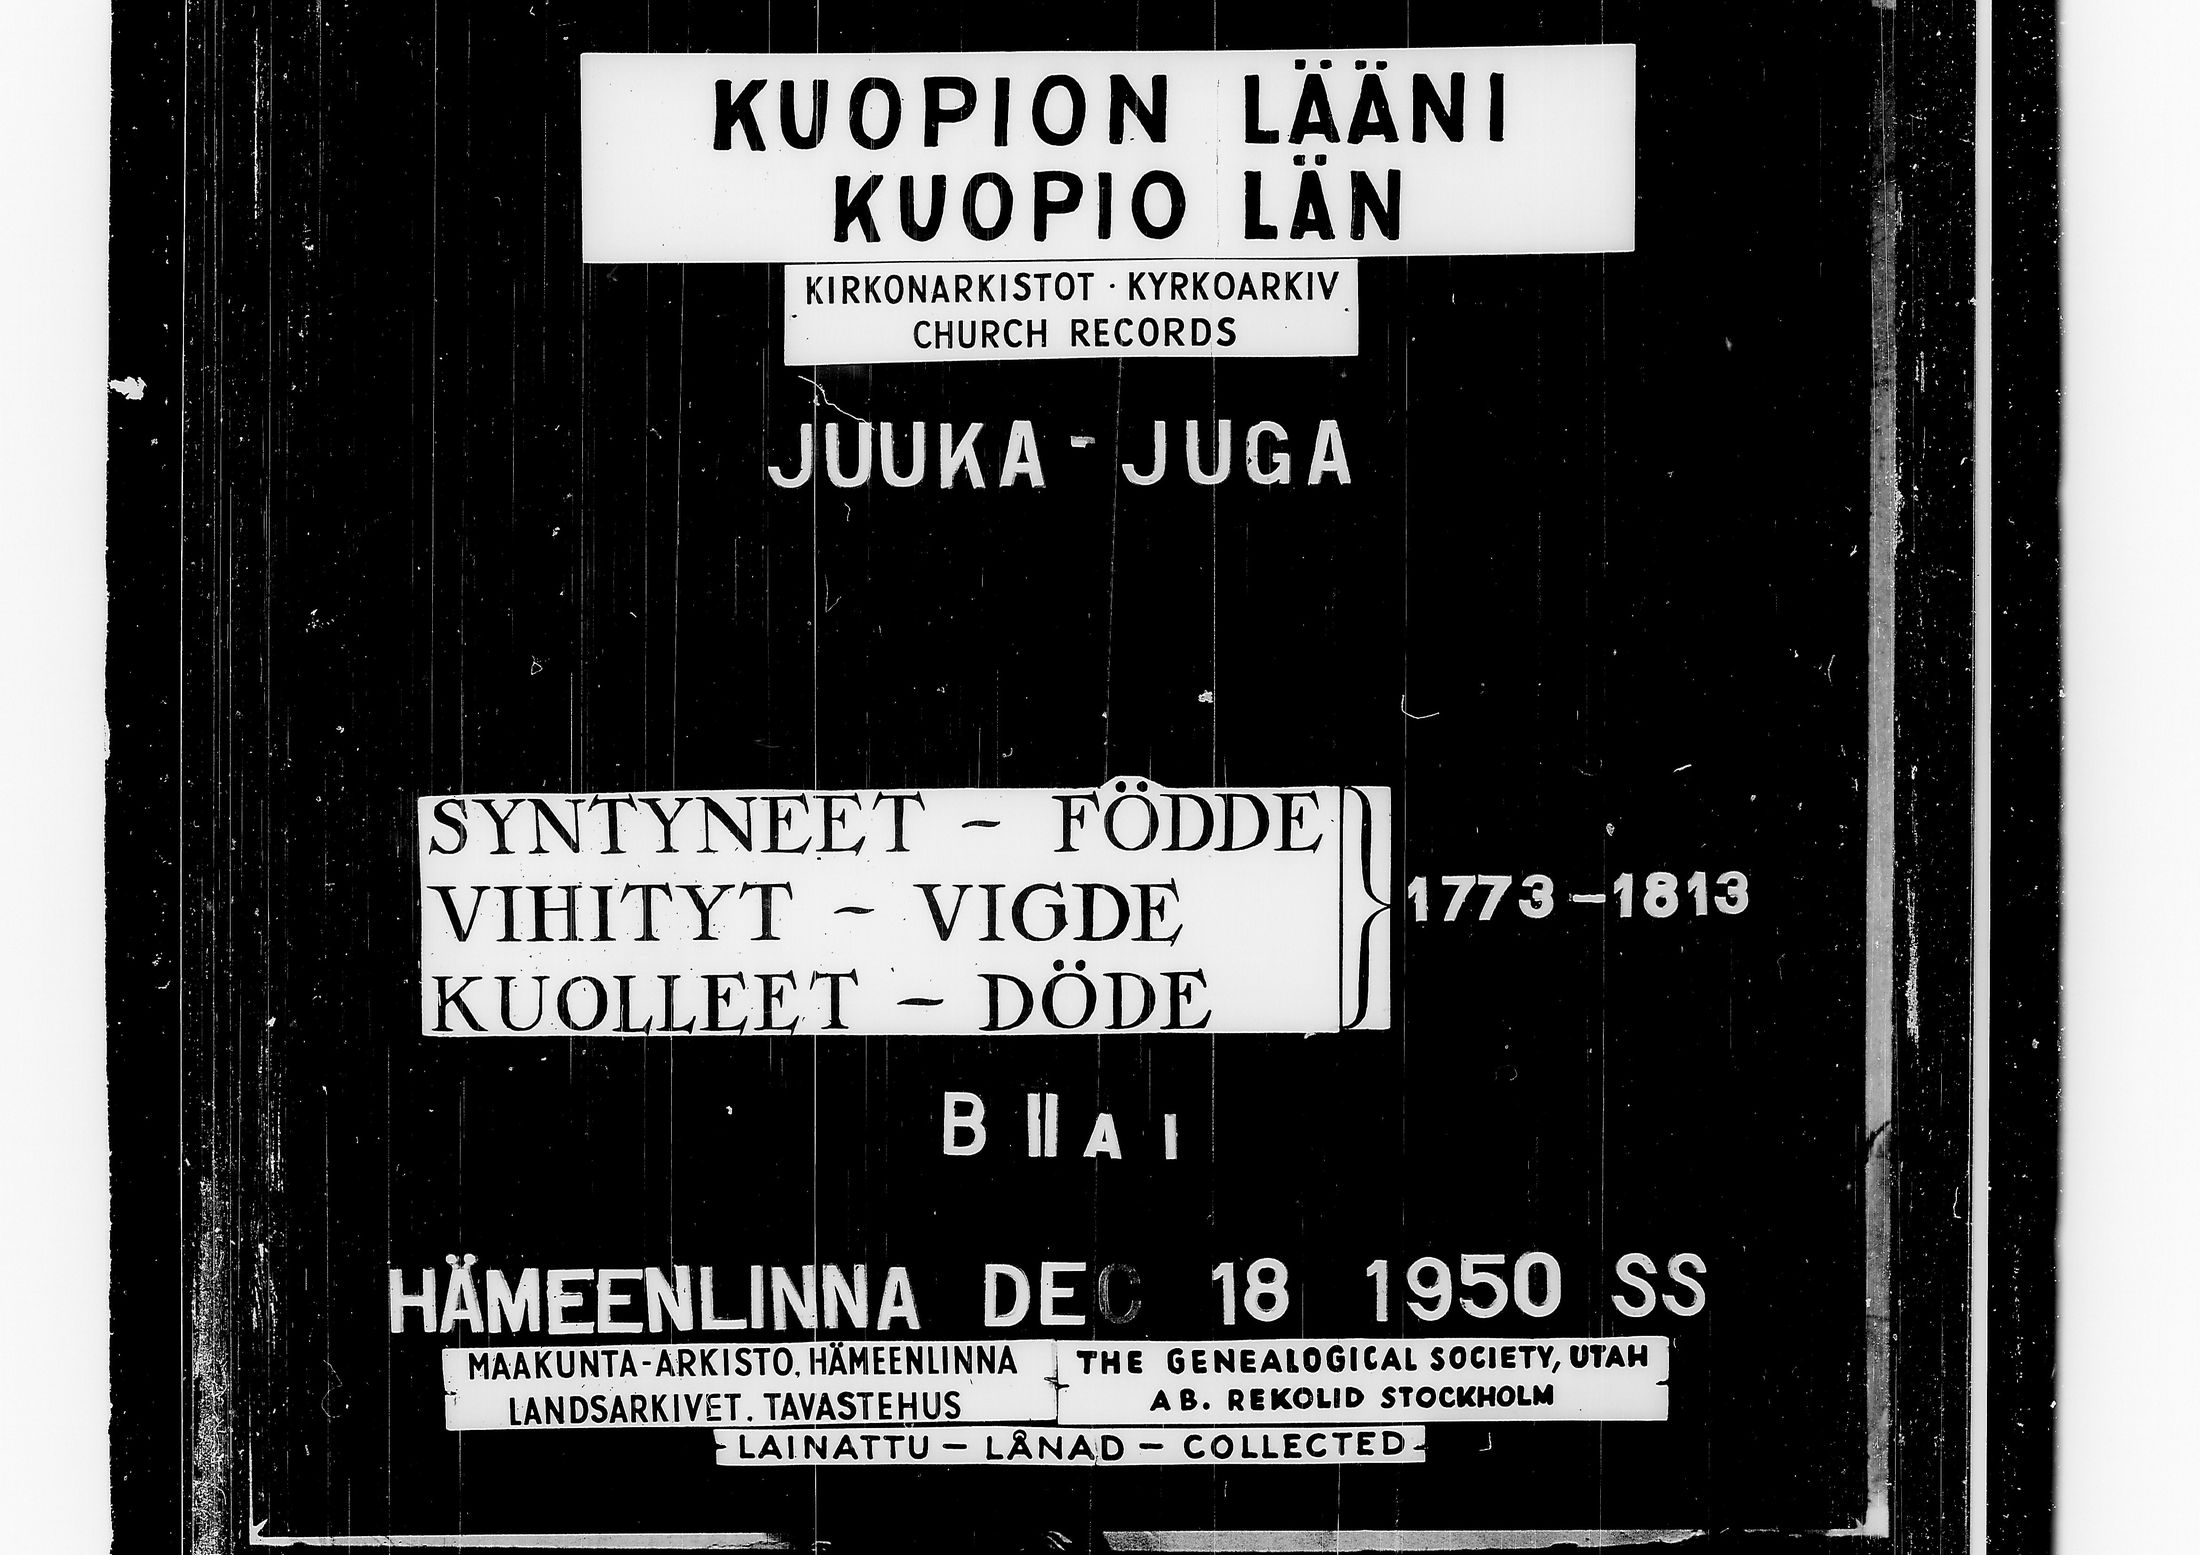 KUOPION LÄÄNI
KUOPIO LÄN
KIRKONARKISTOT · KYRKOARKIV
CHURCH RECORDS
JUUKA - JUGA
SYNTYNEET - FÖDDE
VIHITYT - VIGDE
KUOLLEET - DÖDE
} 1773-1813
B II A I
HÄMEENLINNA DEC 18 1950 SS
MAAKUNTA-ARKISTO, HÄMEENLINNA
LANDSARKIVET. TAVASTEHUS
THE GENEALOGICAL SOCIETY, UTAH
AB. REKOLID STOCKHOLM
LAINATTU - LÅNAD - COLLECTED